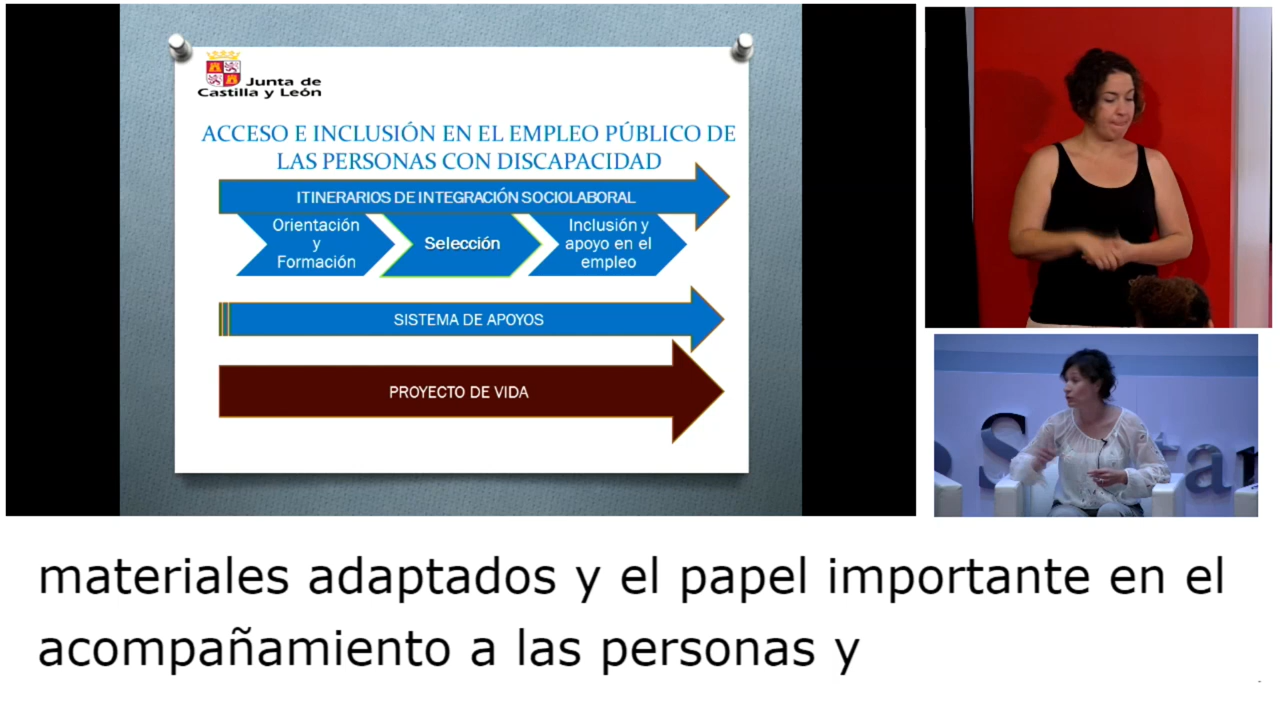 Junta de
Castilla y León
ACCESO E INCLUSIÓN EN EL EMPLEO PÚBLICO DE
LAS PERSONAS CON DISCAPACIDAD
ITINERARIOS DE INTEGRACIÓN SOCIOLABORAL
Orientación
y
Formación
Selección
Inclusión y
apoyo en el
empleo
SISTEMA DE APOYOS
PROYECTO DE VIDA
materiales adaptados y el papel importante en el
acompañamiento a las personas y